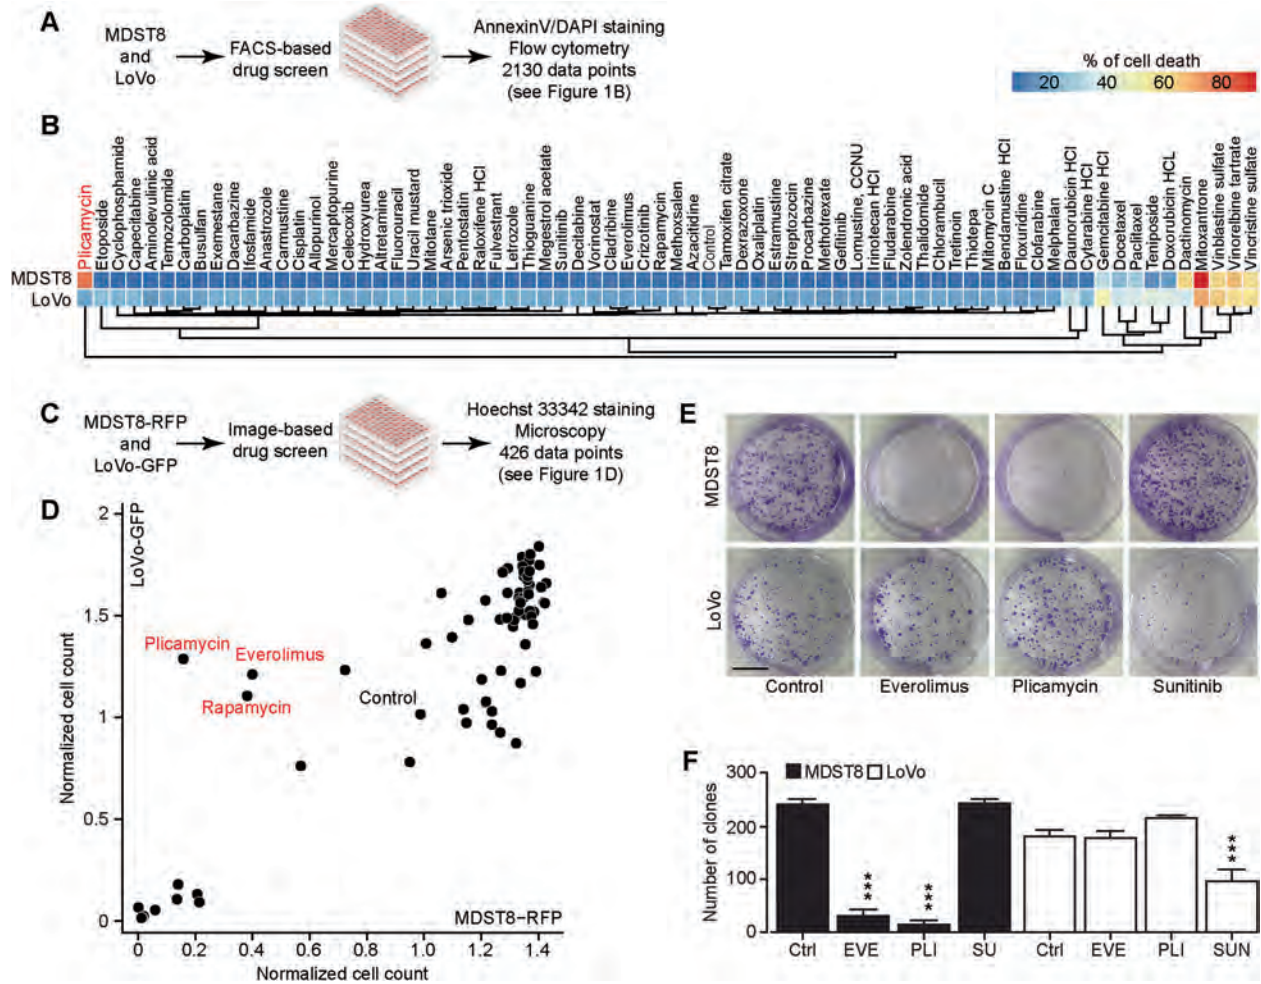 A
MDST8
and
LoVo
FACS-based
drug screen
AnnexinV/DAPI staining
Flow cytometry
2130 data points
(see Figure 1B)
% of cell death
20 40 60 80
B
Plicamycin
Etoposide
Cyclophosphamide
Capecitabine
Aminolevulinic acid
Temozolomide
Carboplatin
Busulfan
Exemestane
Dacarbazine
Ifosfamide
Anastrozole
Carmustine
Cisplatin
Allopurinol
Mercaptopurine
Celecoxib
Hydroxyurea
Altretamine
Fluorouracil
Uracil mustard
Mitotane
Arsenic trioxide
Pentostatin
Raloxifene HCl
Fulvestrant
Letrozole
Thioguanine
Megestrol acetate
Sunitinib
Decitabine
Vorinostat
Cladribine
Everolimus
Crizotinib
Rapamycin
Methoxsalen
Azacitidine
Control
Tamoxifen citrate
Dexrazoxone
Oxaliplatin
Estramustine
Streptozocin
Procarbazine
Methotrexate
Gefitinib
Lomustine, CCNU
Irinotecan HCl
Fludarabine
Zolendronic acid
Thalidomide
Chlorambucil
Tretinoin
Thiotepa
Mitomycin C
Bendamustine HCl
Floxuridine
Clofarabine
Melphalan
Daunorubicin HCl
Cytarabine HCl
Gemcitabine HCl
Docetaxel
Paclitaxel
Teniposide
Doxorubicin HCL
Dactinomycin
Mitoxantrone
Vinblastine sulfate
Vinorelbine tartrate
Vincristine sulfate
MDST8
LoVo
C
MDST8-RFP
and
LoVo-GFP
Image-based
drug screen
Hoechst 33342 staining
Microscopy
426 data points
(see Figure 1D)
D
Normalized cell count
LoVo-GFP
2
1.5
1
0.5
0
Plicamycin
Everolimus
Rapamycin
Control
MDST8-RFP
0 0.2 0.4 0.6 0.8 1.0 1.2 1.4
Normalized cell count
E
MDST8
LoVo
Control Everolimus Plicamycin Sunitinib
F
MDST8 LoVo
Number of clones
300
200
100
0
***
***
***
Ctrl EVE PLI SU Ctrl EVE PLI SUN